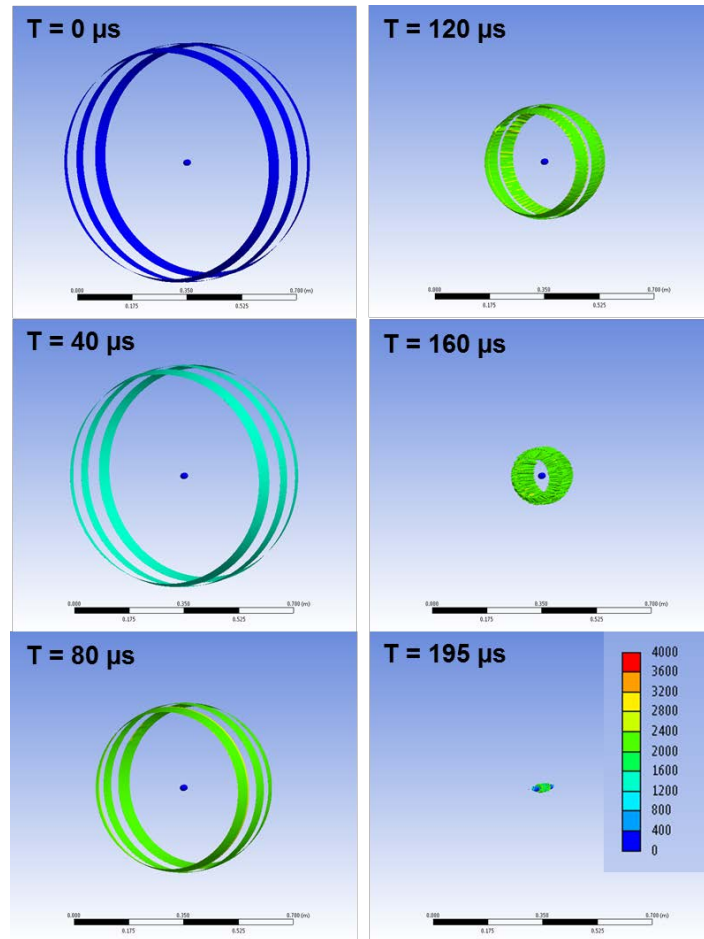 T = 0 µs
0.000 0.350 0.700 (m)
0.175 0.525
T = 120 µs
0.000 0.350 0.700 (m)
0.175 0.525
T = 40 µs
0.000 0.350 0.700 (m)
0.175 0.525
T = 160 µs
0.000 0.350 0.700 (m)
0.175 0.525
T = 80 µs
0.000 0.350 0.700 (m)
0.175 0.525
T = 195 µs
4000
3600
3200
2800
2400
2000
1600
1200
800
400
0
0.000 0.350 0.700 (m)
0.175 0.525